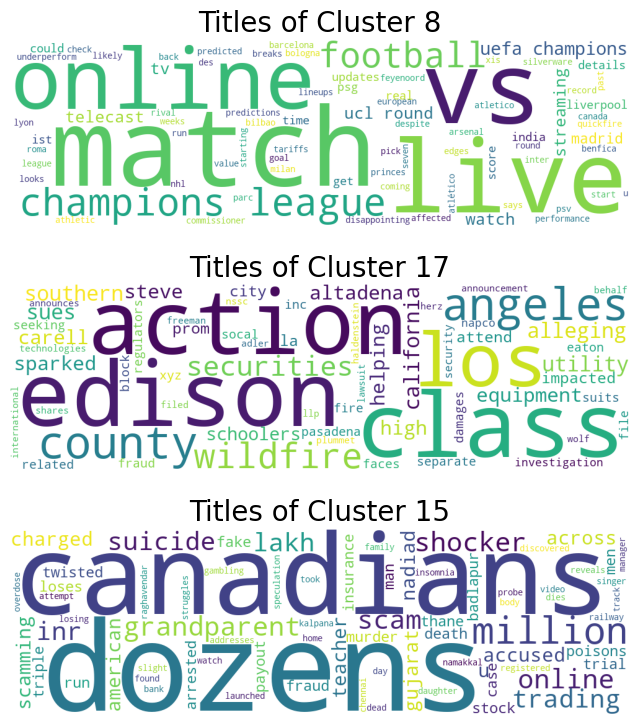 Titles of Cluster 8
underperform check likely back predicted barcelona bologna xis silverware uefa champions
could tv des breaks football details past
online vs
lineups updates feyenoord record
lyon telecast predictions psg real european atletico streaming liverpool
ist rival time ucl round canada madrid
roma weeks bilbao despite arsenal india quickfire
match live
league run starting tariffs pick seven edges score round benfica
looks value goal milan get princes inter start u
champions league
nhl parc coming atlético says psv
athletic commissioner disappointing affected watch performance
Titles of Cluster 17
southern steve city altadena announcement behalf
announces nssc inc herz
sues action angeles
seeking freeman regulators prom la napco
carell adler socal haldenstein california security alleging
technologies block helping los attend eaton
sparked securities utility
xyz impacted
edison class
international shares filed llp lawsuit fire equipment suits
county schoolers pasadena high damages file
wildfire plummet faces separate wolf
related fraud investigation
Titles of Cluster 15
charged suicide lakh family shocker across discovered
fake insurance nadiad men manager
canadians
overdose twisted gambling man reveals
loses raghavendar struggles speculation took insomnia probe singer
attempt badlapur body video track
losing kalpana dies railway
inr grandparent scam thane million
scamming triple american addresses home teacher murder death accused poisons
dozens
slight watch payout gujarat u case trial
run found arrested fraud day namakkal registered online
bank launched chennai daughter stock trading
dead